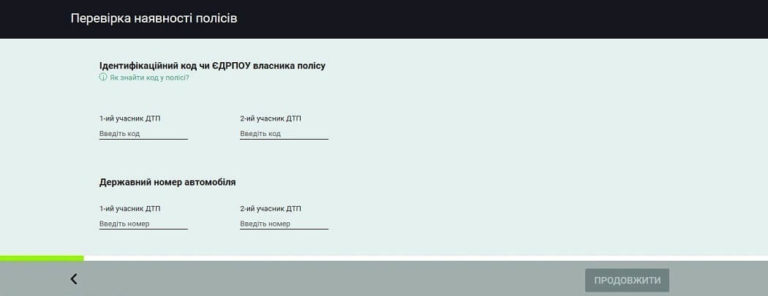 Перевірка наявності полісів
Ідентифікаційний код чи ЄДРПОУ власника полісу
Як знайти код у полісі?
1-ий учасник ДТП 2-ий учасник ДТП
Введіть код Введіть код
Державний номер автомобіля
1-ий учасник ДТП 2-ий учасник ДТП
Введіть номер Введіть номер
ПРОДОВЖИТИ